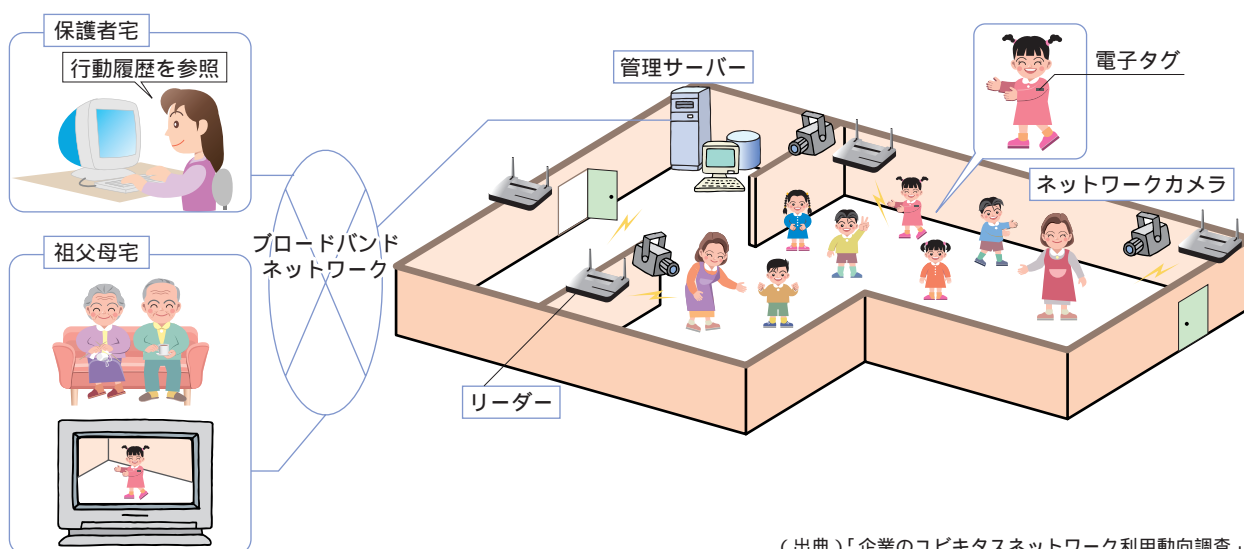 保護者宅
行動履歴を参照
管理サーバー
電子タグ
ネットワークカメラ
ブロードバンド
ネットワーク
祖父母宅
リーダー
(出典)「企業のユビキタスネットワーク利用動向調査」